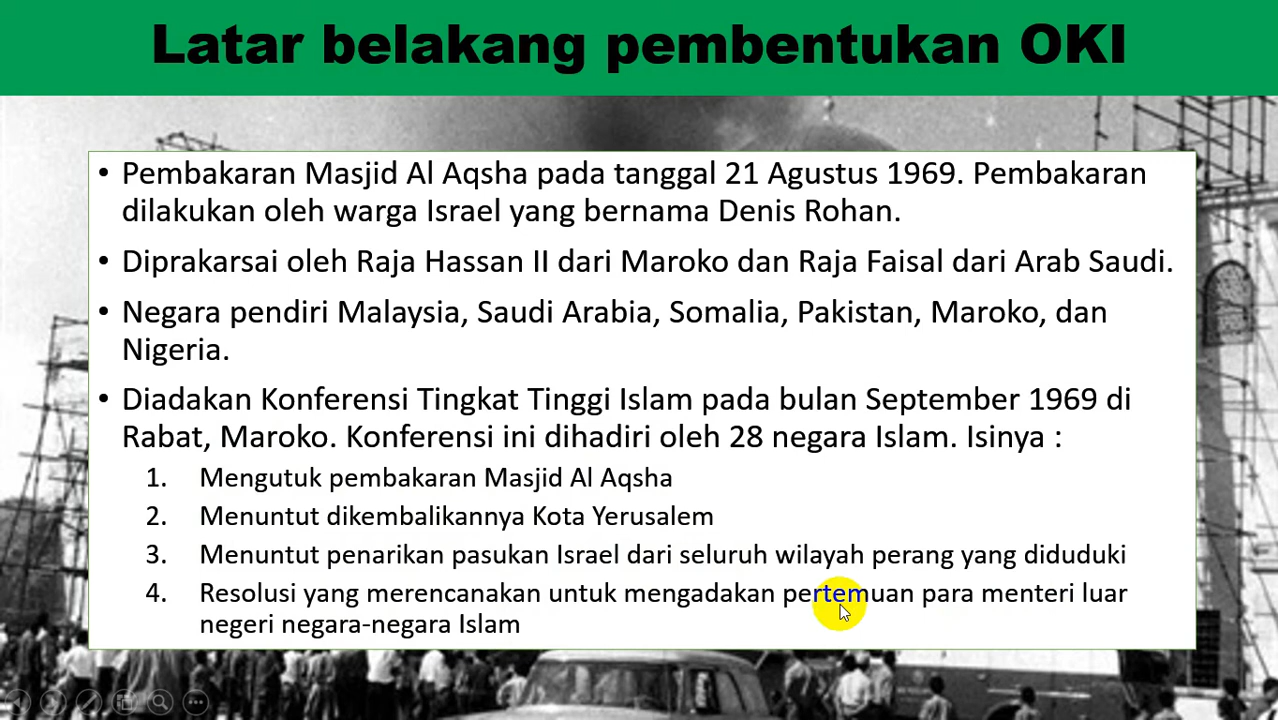 Latar belakang pembentukan OKI
• Pembakaran Masjid Al Aqsha pada tanggal 21 Agustus 1969. Pembakaran
dilakukan oleh warga Israel yang bernama Denis Rohan.
• Diprakarsai oleh Raja Hassan II dari Maroko dan Raja Faisal dari Arab Saudi.
• Negara pendiri Malaysia, Saudi Arabia, Somalia, Pakistan, Maroko, dan
Nigeria.
• Diadakan Konferensi Tingkat Tinggi Islam pada bulan September 1969 di
Rabat, Maroko. Konferensi ini dihadiri oleh 28 negara Islam. Isinya :
1. Mengutuk pembakaran Masjid Al Aqsha
2. Menuntut dikembalikannya Kota Yerusalem
3. Menuntut penarikan pasukan Israel dari seluruh wilayah perang yang diduduki
4. Resolusi yang merencanakan untuk mengadakan pertemuan para menteri luar
negeri negara-negara Islam